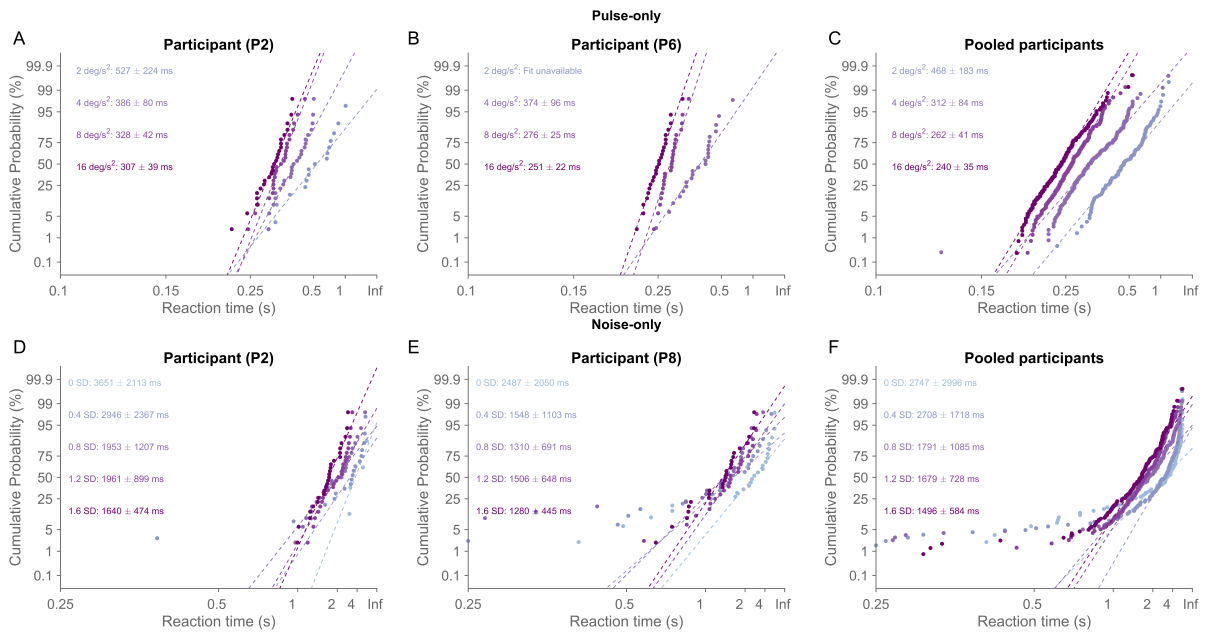 Pulse-only
A
Participant (P2)
2 deg/s²: 527 ± 224 ms
4 deg/s²: 386 ± 80 ms
8 deg/s²: 328 ± 42 ms
16 deg/s²: 307 ± 39 ms
Cumulative Probability (%)
99.9
99
95
75
50
25
5
1
0.1
0.1 0.15 0.25 0.5 1 Inf
Reaction time (s)
B
Participant (P6)
2 deg/s²: Fit unavailable
4 deg/s²: 374 ± 96 ms
8 deg/s²: 276 ± 25 ms
16 deg/s²: 251 ± 22 ms
Cumulative Probability (%)
99.9
99
95
75
50
25
5
1
0.1
0.1 0.15 0.25 0.5 1 Inf
Reaction time (s)
C
Pooled participants
2 deg/s²: 468 ± 183 ms
4 deg/s²: 312 ± 84 ms
8 deg/s²: 262 ± 41 ms
16 deg/s²: 240 ± 35 ms
Cumulative Probability (%)
99.9
99
95
75
50
25
5
1
0.1
0.1 0.15 0.25 0.5 1 Inf
Reaction time (s)
Noise-only
D
Participant (P2)
0 SD: 3651 ± 2113 ms
0.4 SD: 2946 ± 2367 ms
0.8 SD: 1953 ± 1207 ms
1.2 SD: 1961 ± 899 ms
1.6 SD: 1640 ± 474 ms
Cumulative Probability (%)
99.9
99
95
75
50
25
5
1
0.1
0.25 0.5 1 2 4 Inf
Reaction time (s)
E
Participant (P8)
0 SD: 2487 ± 2050 ms
0.4 SD: 1548 ± 1103 ms
0.8 SD: 1310 ± 691 ms
1.2 SD: 1506 ± 648 ms
1.6 SD: 1280 ± 445 ms
Cumulative Probability (%)
99.9
99
95
75
50
25
5
1
0.1
0.25 0.5 1 2 4 Inf
Reaction time (s)
F
Pooled participants
0 SD: 2747 ± 2996 ms
0.4 SD: 2708 ± 1718 ms
0.8 SD: 1791 ± 1085 ms
1.2 SD: 1679 ± 728 ms
1.6 SD: 1496 ± 584 ms
Cumulative Probability (%)
99.9
99
95
75
50
25
5
1
0.1
0.25 0.5 1 2 4 Inf
Reaction time (s)